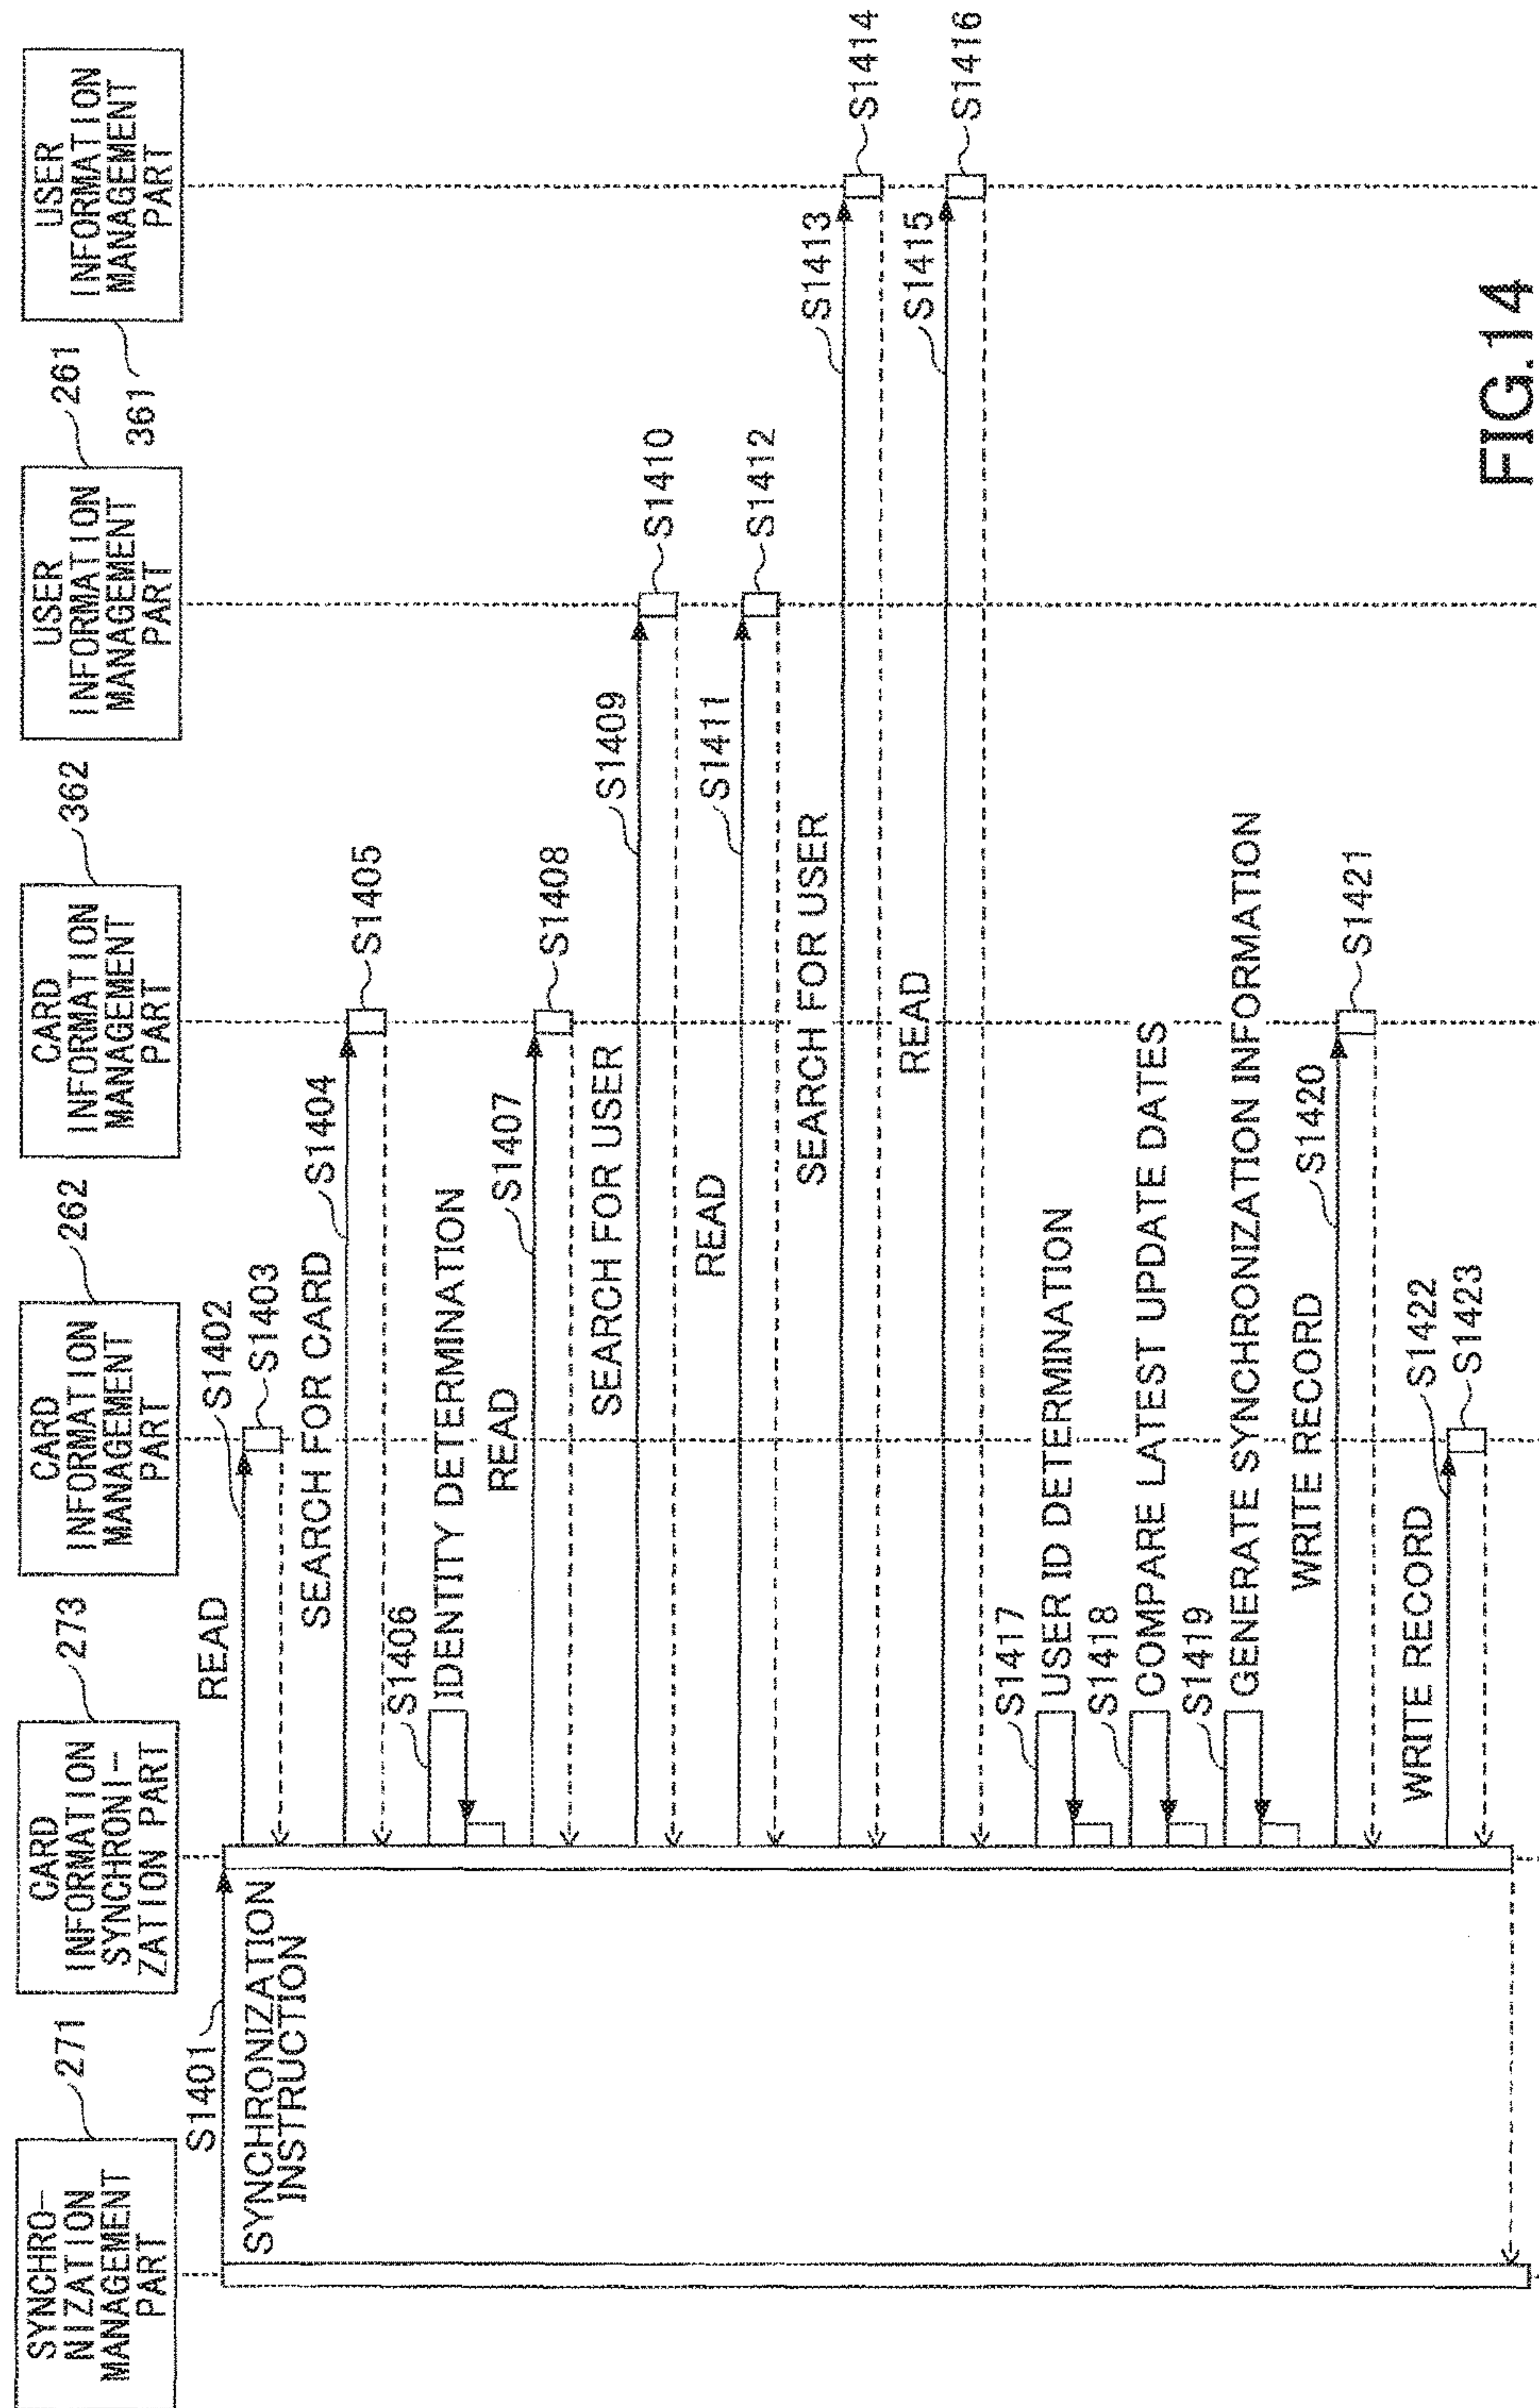 SYNCHRO-
NIZATION
MANAGEMENT
PART
271
CARD
INFORMATION
SYNCHRONI-
ZATION PART
273
CARD
INFORMATION
MANAGEMENT
PART
262
CARD
INFORMATION
MANAGEMENT
PART
362
USER
INFORMATION
MANAGEMENT
PART
261
USER
INFORMATION
MANAGEMENT
PART
361
S1401
SYNCHRONIZATION
INSTRUCTION
READ
S1402
S1403
SEARCH FOR CARD
S1404
S1405
S1406
IDENTITY DETERMINATION
READ
S1407
S1408
SEARCH FOR USER
S1409
S1410
READ
S1411
S1412
SEARCH FOR USER
S1413
S1414
READ
S1415
S1416
S1417
USER ID DETERMINATION
S1418
COMPARE LATEST UPDATE DATES
S1419
GENERATE SYNCHRONIZATION INFORMATION
WRITE RECORD
S1420
S1421
WRITE RECORD
S1422
S1423
FIG.14